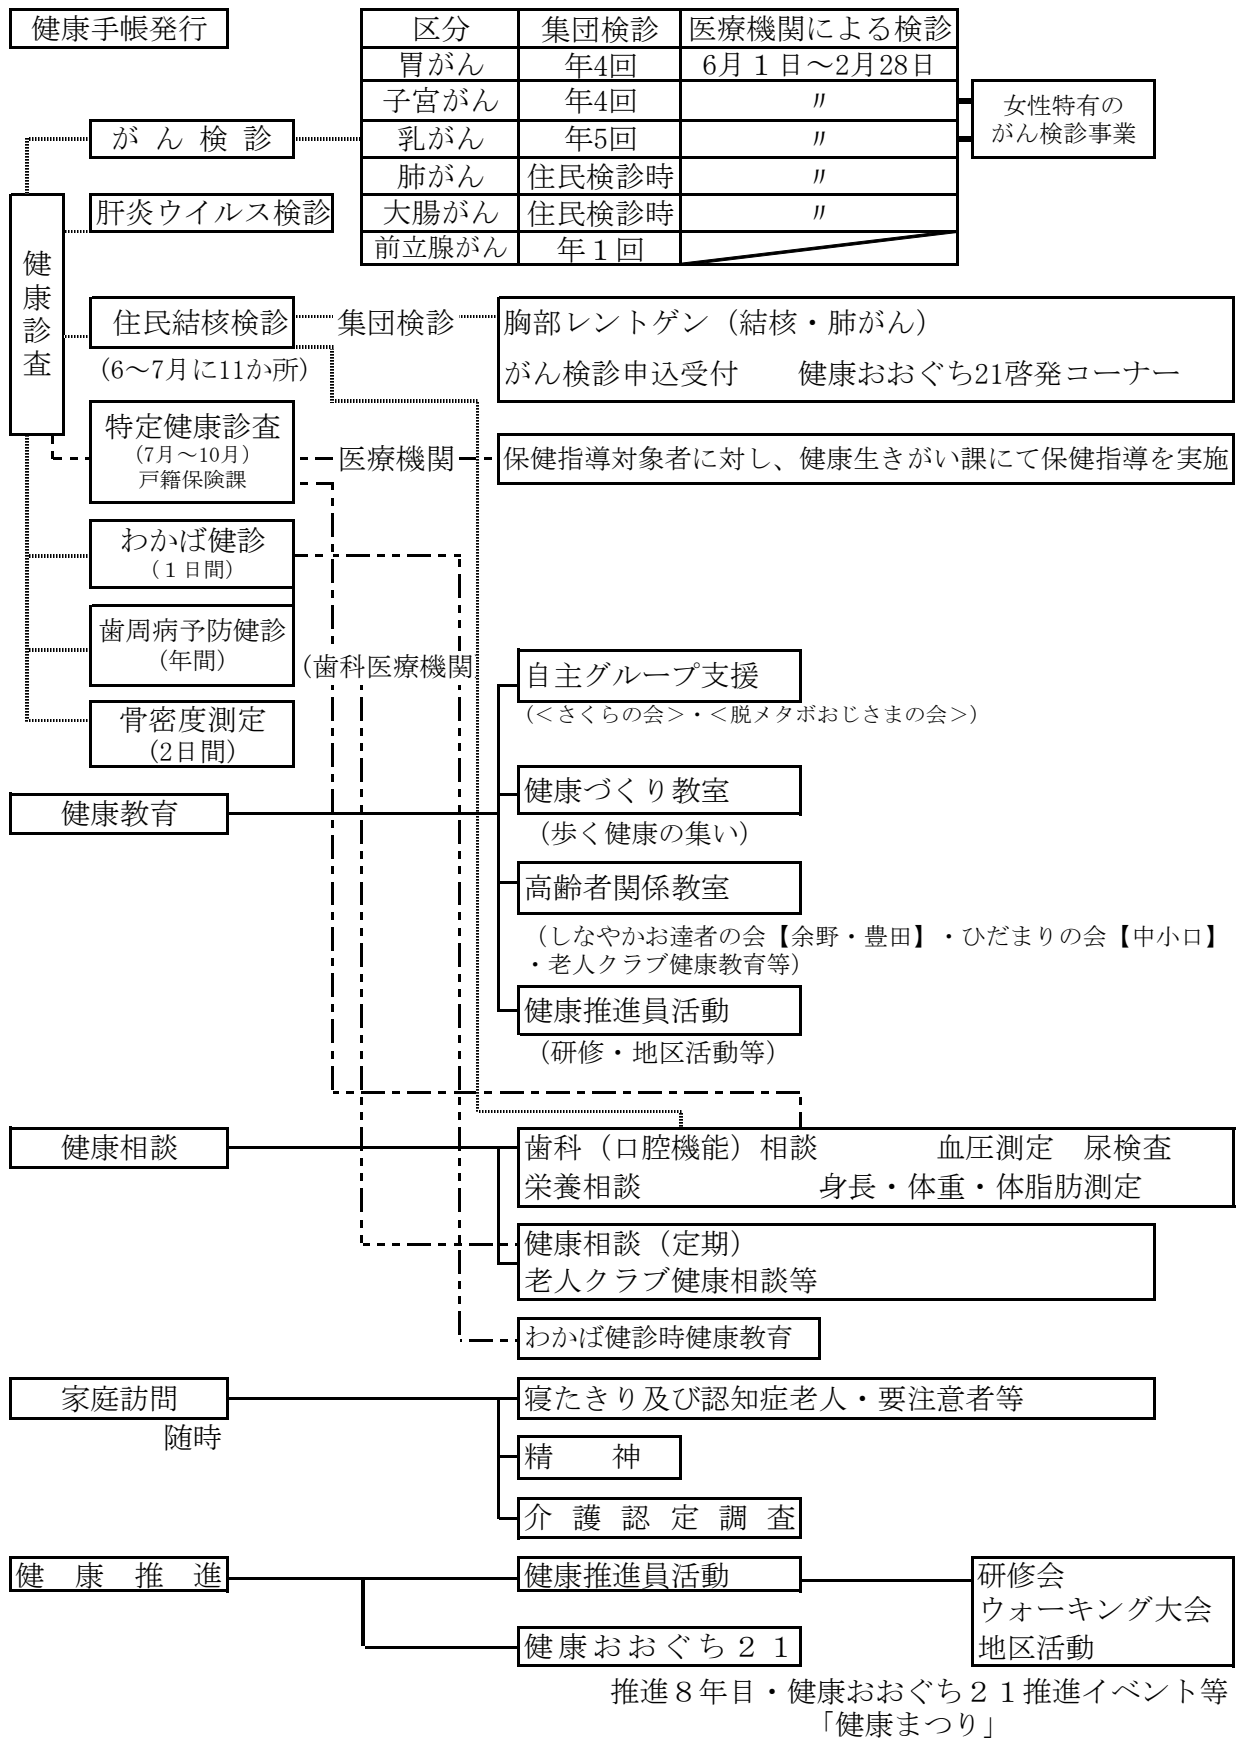 健康手帳発行
区分 集団検診 医療機関による検診
胃がん 年4回 6月１日～2月28日
子宮がん 年4回 〃
乳がん 年5回 〃
肺がん 住民検診時 〃
大腸がん 住民検診時 〃
前立腺がん 年１回
女性特有の
がん検診事業
がん検診
肝炎ウイルス検診
健康診査
住民結核検診
(6～7月に11か所)
集団検診
胸部レントゲン（結核・肺がん）
がん検診申込受付　　健康おおぐち21啓発コーナー
特定健康診査
(7月～10月)
戸籍保険課
医療機関
保健指導対象者に対し、健康生きがい課にて保健指導を実施
わかば健診
(１日間)
歯周病予防健診
(年間)
(歯科医療機関
骨密度測定
(2日間)
健康教育
自主グループ支援
(＜さくらの会＞・＜脱メタボおじさまの会＞)
健康づくり教室
（歩く健康の集い）
高齢者関係教室
（しなやかお達者の会【余野・豊田】・ひだまりの会【中小口】
・老人クラブ健康教育等）
健康推進員活動
（研修・地区活動等）
健康相談
歯科（口腔機能）相談　　　　血圧測定　尿検査
栄養相談　　　　　　身長・体重・体脂肪測定
健康相談（定期）
老人クラブ健康相談等
わかば健診時健康教育
家庭訪問
随時
寝たきり及び認知症老人・要注意者等
精　　神
介護認定調査
健康推進
健康推進員活動
研修会
ウォーキング大会
地区活動
健康おおぐち２１
推進８年目・健康おおぐち２１推進イベント等
「健康まつり」